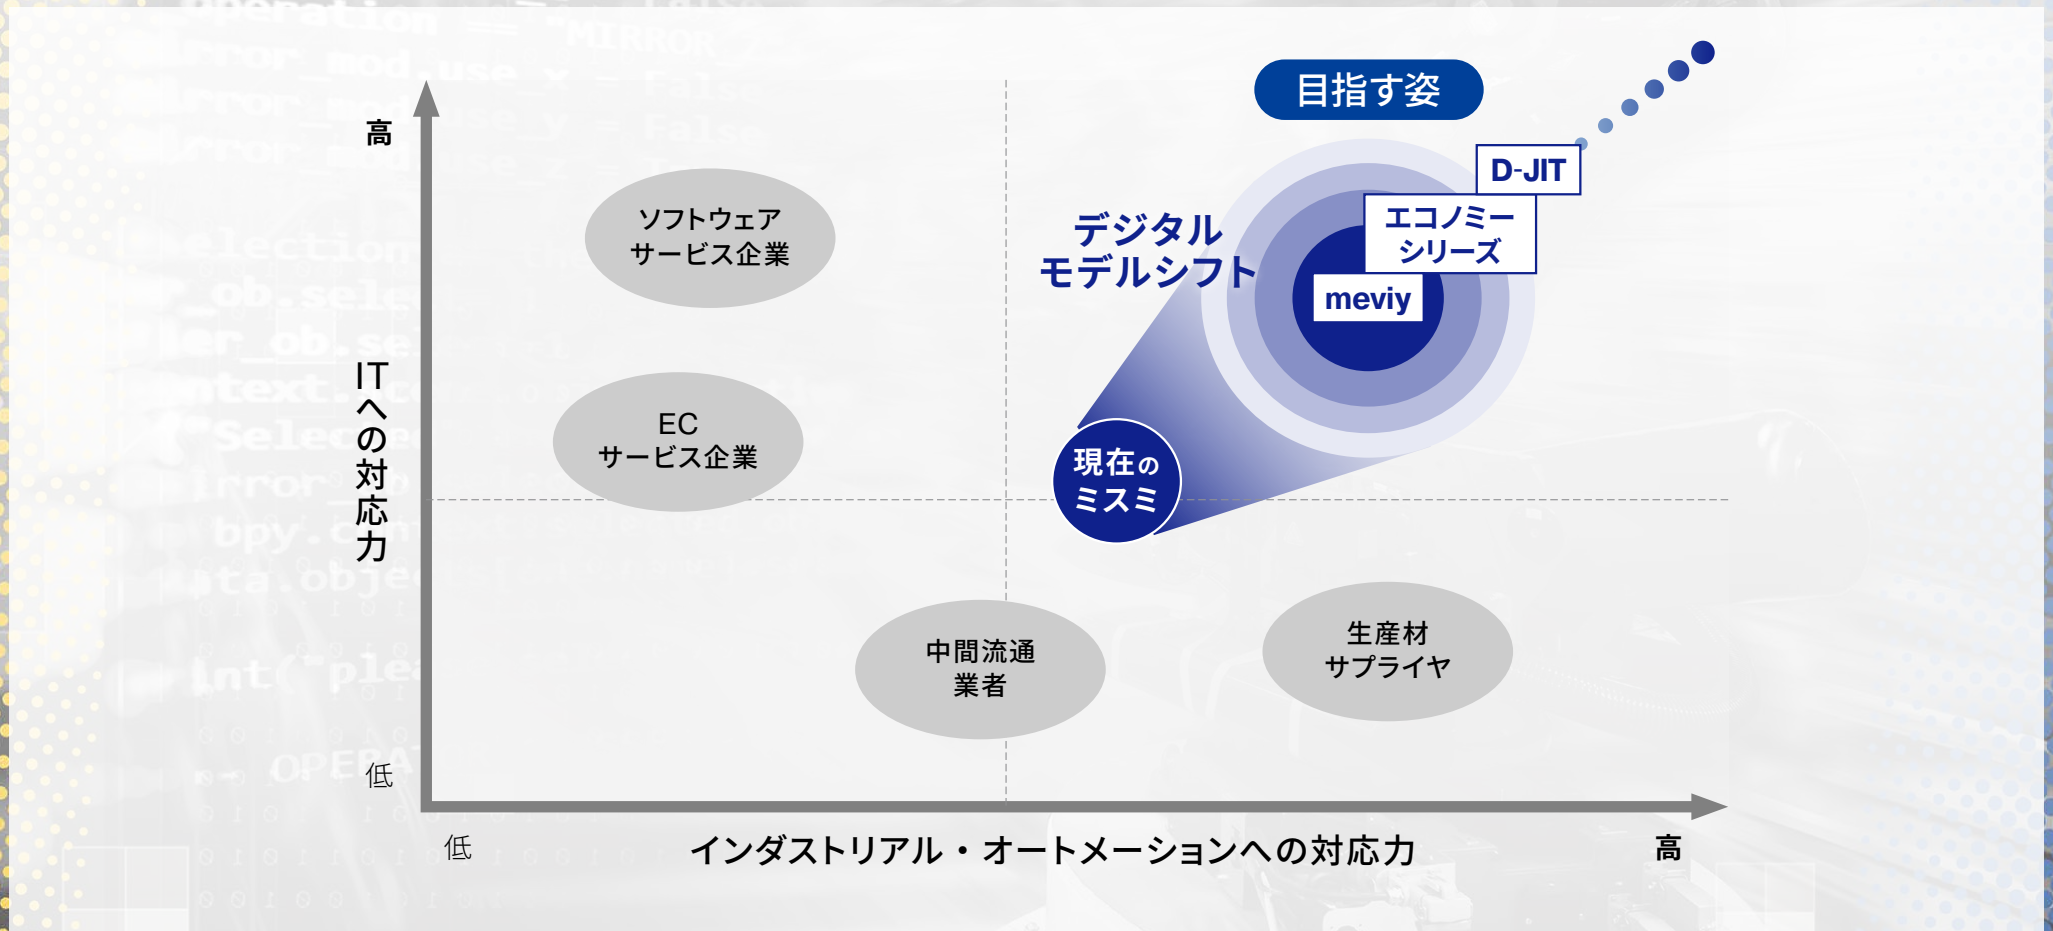 目指す姿
高
D-JIT
ソフトウェア
サービス企業
デジタル
モデルシフト
エコノミー
シリーズ
meviy
ITへの対応力
EC
サービス企業
現在の
ミスミ
中間流通
業者
生産材
サプライヤ
低
低
インダストリアル・オートメーションへの対応力
高